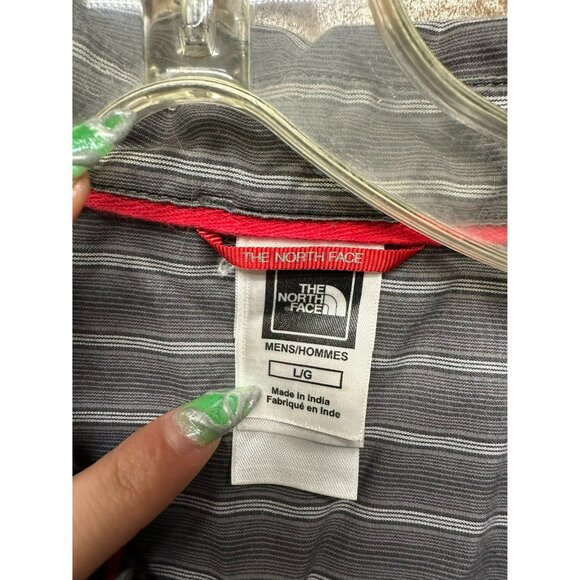 THE NORTH FACE
THE
NORTH
FACE
MENS/HOMMES
L/G
Made in India
Fabriqué en Inde